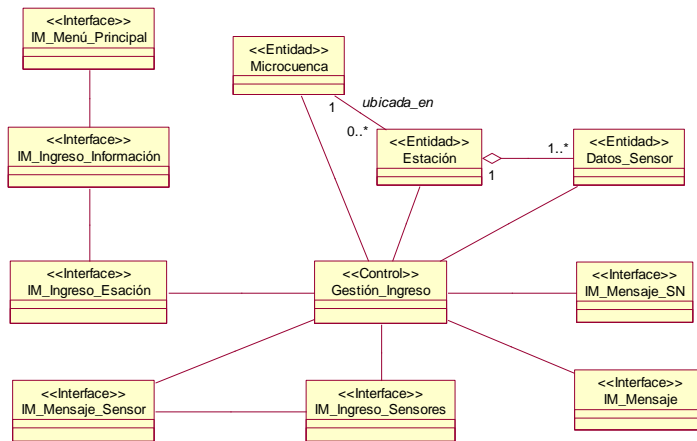 <<Interface>>
IM_Menú_Principal
<<Entidad>>
Microcuenca
ubicada_en
1
0..*
<<Interface>>
IM_Ingreso_Información
<<Entidad>>
Estación
1
1..*
<<Entidad>>
Datos_Sensor
<<Interface>>
IM_Ingreso_Esación
<<Control>>
Gestión_Ingreso
<<Interface>>
IM_Mensaje_SN
<<Interface>>
IM_Mensaje_Sensor
<<Interface>>
IM_Ingreso_Sensores
<<Interface>>
IM_Mensaje